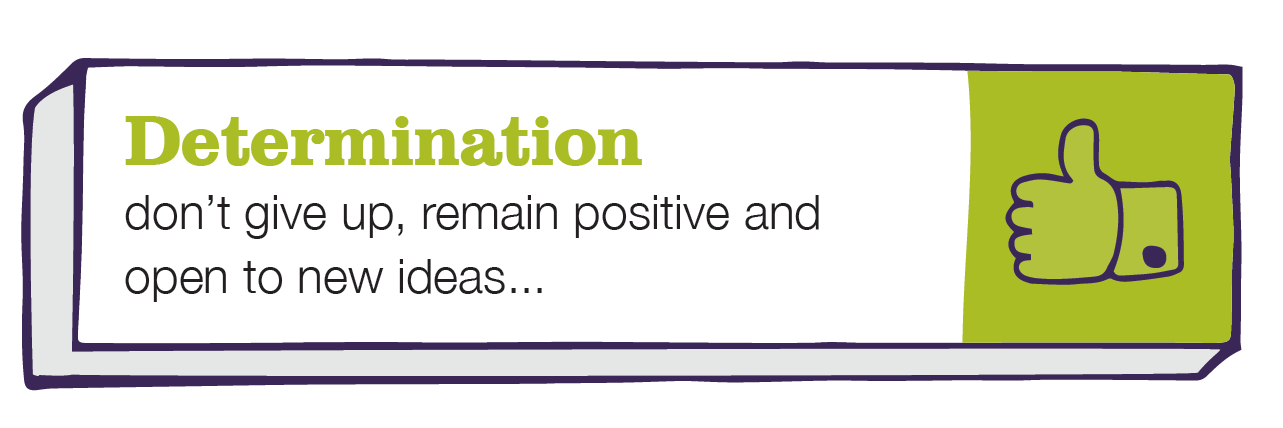 Determination
don’t give up, remain positive and
open to new ideas...